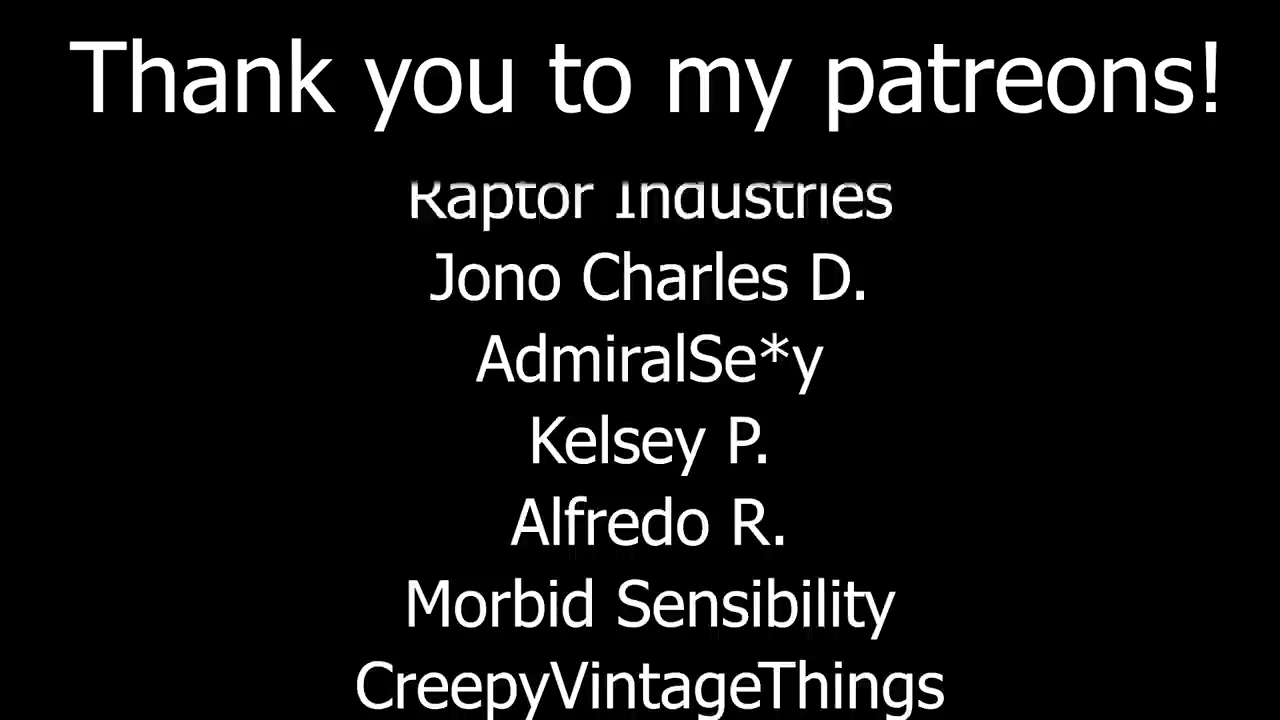 Thank you to my patreons!
Raptor Industries
Jono Charles D.
AdmiralSe*y
Kelsey P.
Alfredo R.
Morbid Sensibility
CreepyVintageThings